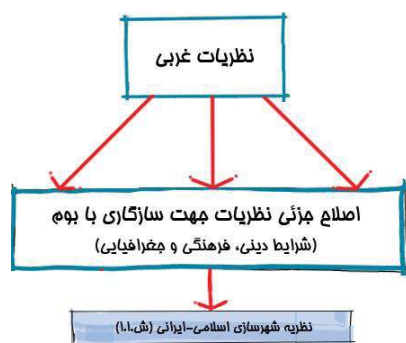 نظریات غربی
اصلاح جزئی نظریات جهت سازگاری با بوم
(شرایط دینی، فرهنگی و جغرافیایی)
نظریه شهرسازی اسلامی-ایرانی (ش.ا.ا)